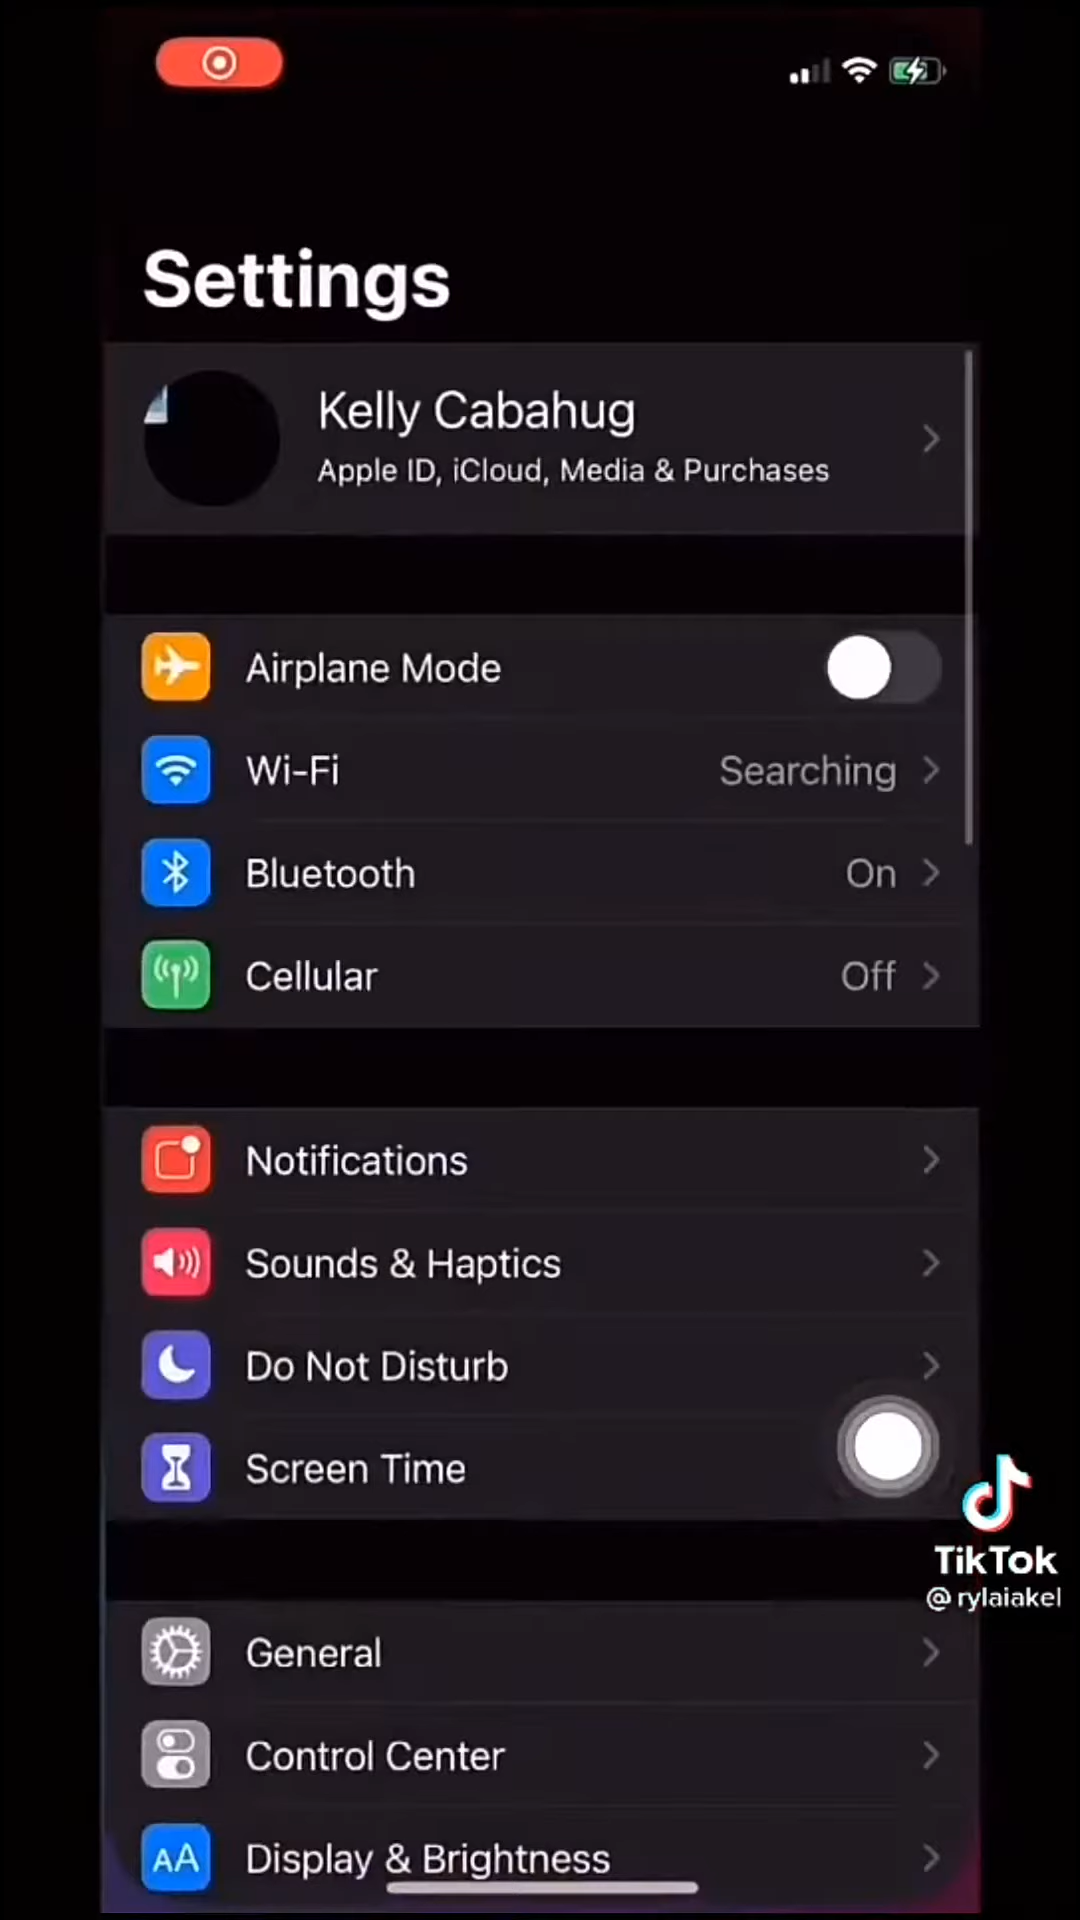 Settings
Kelly Cabahug
Apple ID, iCloud, Media & Purchases
Airplane Mode
Wi-Fi Searching
Bluetooth On
Cellular Off
Notifications
Sounds & Haptics
Do Not Disturb
Screen Time
TikTok
@rylaiakel
General
Control Center
AA Display & Brightness